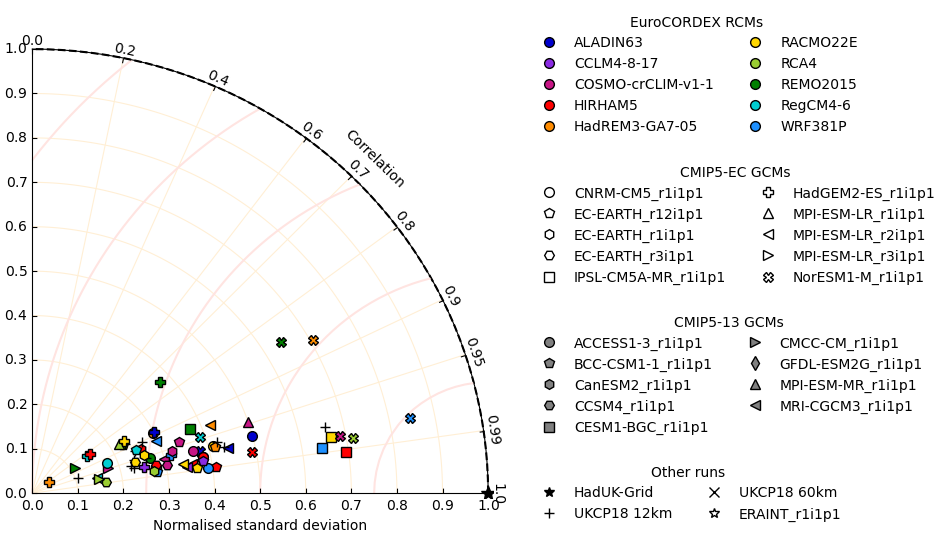 0.0
0.2
0.4
0.6
Correlation
0.7
0.8
0.9
0.95
0.99
1.0
1.0
0.9
0.8
0.7
0.6
0.5
0.4
0.3
0.2
0.1
0.0
0.0 0.1 0.2 0.3 0.4 0.5 0.6 0.7 0.8 0.9 1.0
Normalised standard deviation
EuroCORDEX RCMs
ALADIN63 RACMO22E
CCLM4-8-17 RCA4
COSMO-crCLIM-v1-1 REMO2015
HIRHAM5 RegCM4-6
HadREM3-GA7-05 WRF381P
CMIP5-EC GCMs
CNRM-CM5_r1i1p1 HadGEM2-ES_r1i1p1
EC-EARTH_r12i1p1 MPI-ESM-LR_r1i1p1
EC-EARTH_r1i1p1 MPI-ESM-LR_r2i1p1
EC-EARTH_r3i1p1 MPI-ESM-LR_r3i1p1
IPSL-CM5A-MR_r1i1p1 NorESM1-M_r1i1p1
CMIP5-13 GCMs
ACCESS1-3_r1i1p1 CMCC-CM_r1i1p1
BCC-CSM1-1_r1i1p1 GFDL-ESM2G_r1i1p1
CanESM2_r1i1p1 MPI-ESM-MR_r1i1p1
CCSM4_r1i1p1 MRI-CGCM3_r1i1p1
CESM1-BGC_r1i1p1
Other runs
HadUK-Grid UKCP18 60km
UKCP18 12km ERAINT_r1i1p1